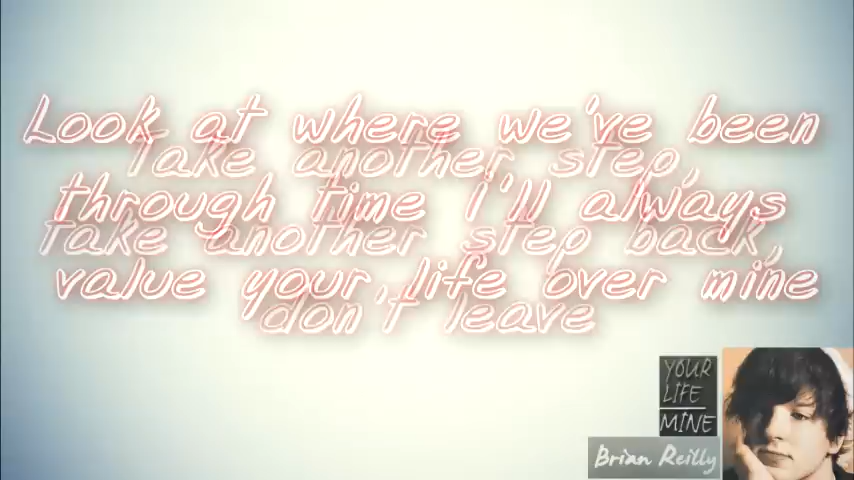 Look at where we've been
Take another step,
through time I'll always
take another step back,
value your life over mine
don't leave
YOUR
LIFE
MINE
Brian Reilly